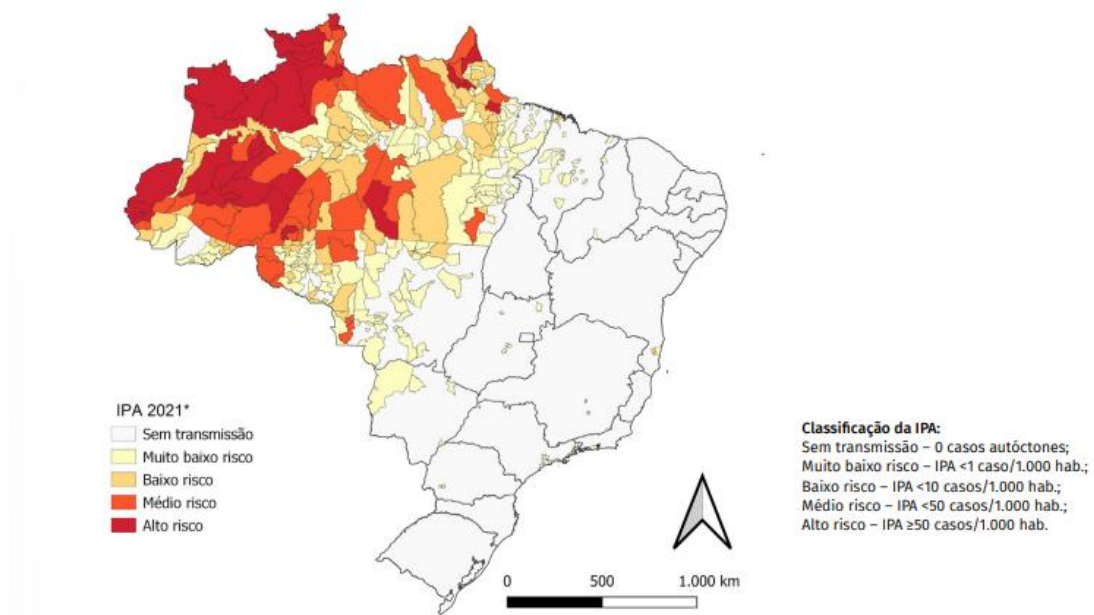 IPA 2021*
Sem transmissão
Muito baixo risco
Baixo risco
Médio risco
Alto risco
0 500 1.000 km
Classificação da IPA:
Sem transmissão – 0 casos autóctones;
Muito baixo risco – IPA <1 caso/1.000 hab.;
Baixo risco – IPA <10 casos/1.000 hab.;
Médio risco – IPA <50 casos/1.000 hab.;
Alto risco – IPA ≥50 casos/1.000 hab.